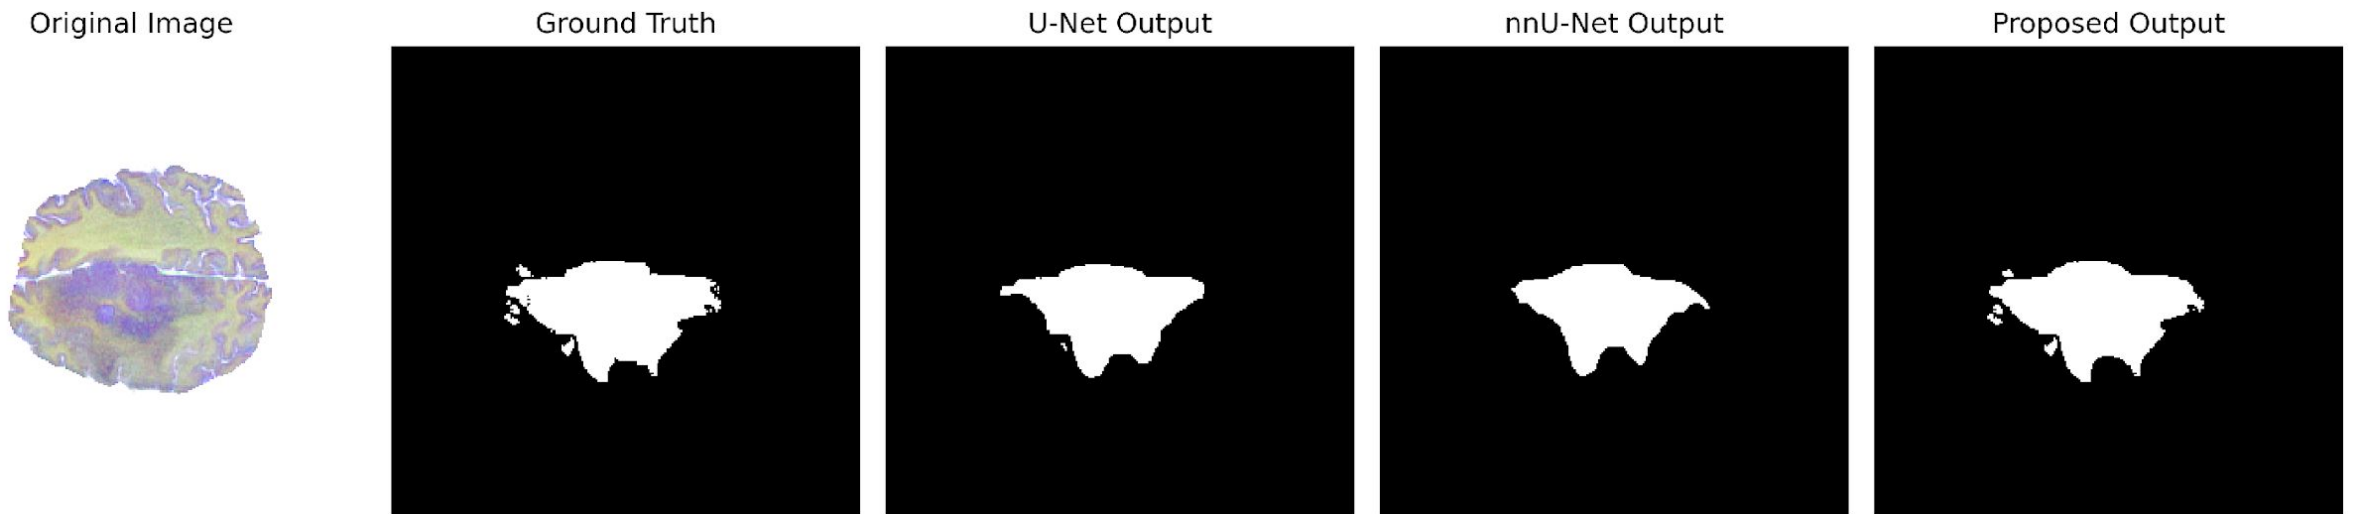 Original Image
Ground Truth
U-Net Output
nnU-Net Output
Proposed Output